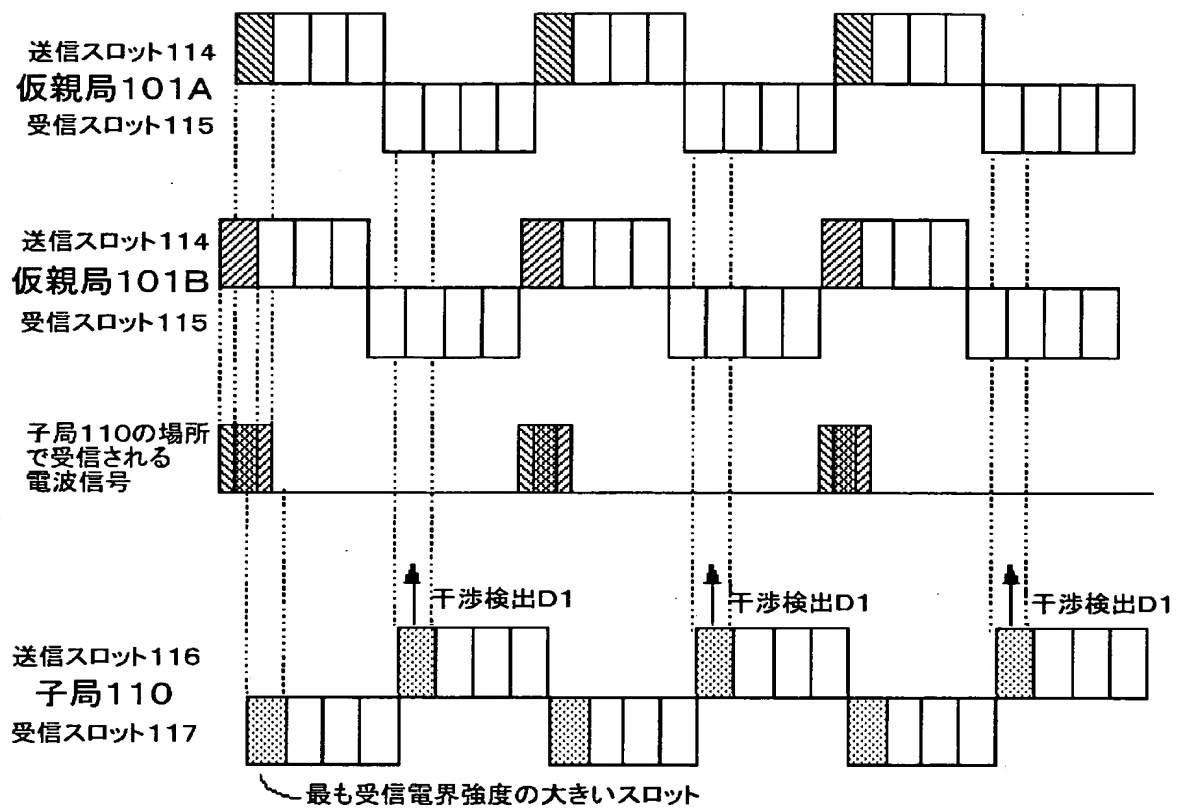 送信スロット114
仮親局101A
受信スロット115
送信スロット114
仮親局101B
受信スロット115
子局110の場所
で受信される
電波信号
干渉検出D1
干渉検出D1
干渉検出D1
送信スロット116
子局110
受信スロット117
最も受信電界強度の大きいスロット